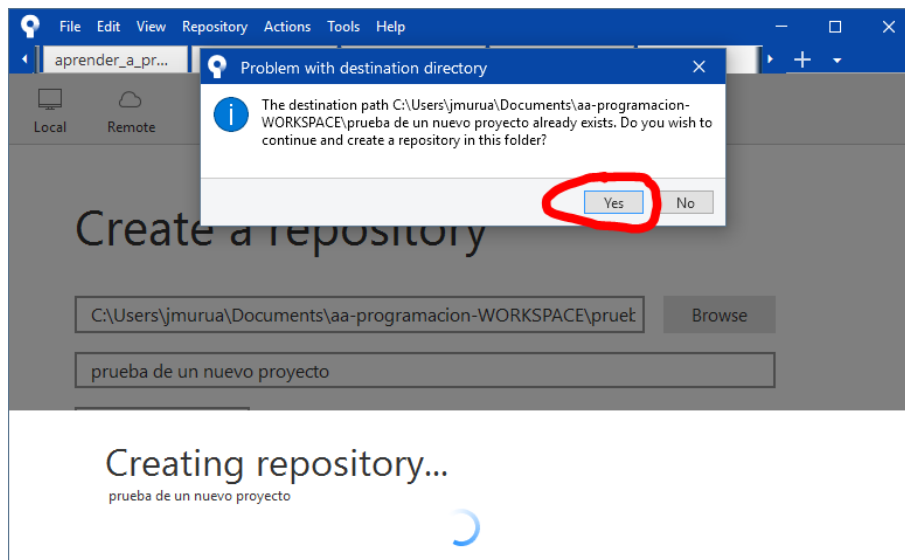 File Edit View Repository Actions Tools Help
aprender_a_pr...
Problem with destination directory
Local Remote
The destination path C:\Users\jmurua\Documents\aa-programacion-
WORKSPACE\prueba de un nuevo proyecto already exists. Do you wish to
continue and create a repository in this folder?
Yes No
Create a repository
C:\Users\jmurua\Documents\aa-programacion-WORKSPACE\prueb
Browse
prueba de un nuevo proyecto
Creating repository...
prueba de un nuevo proyecto